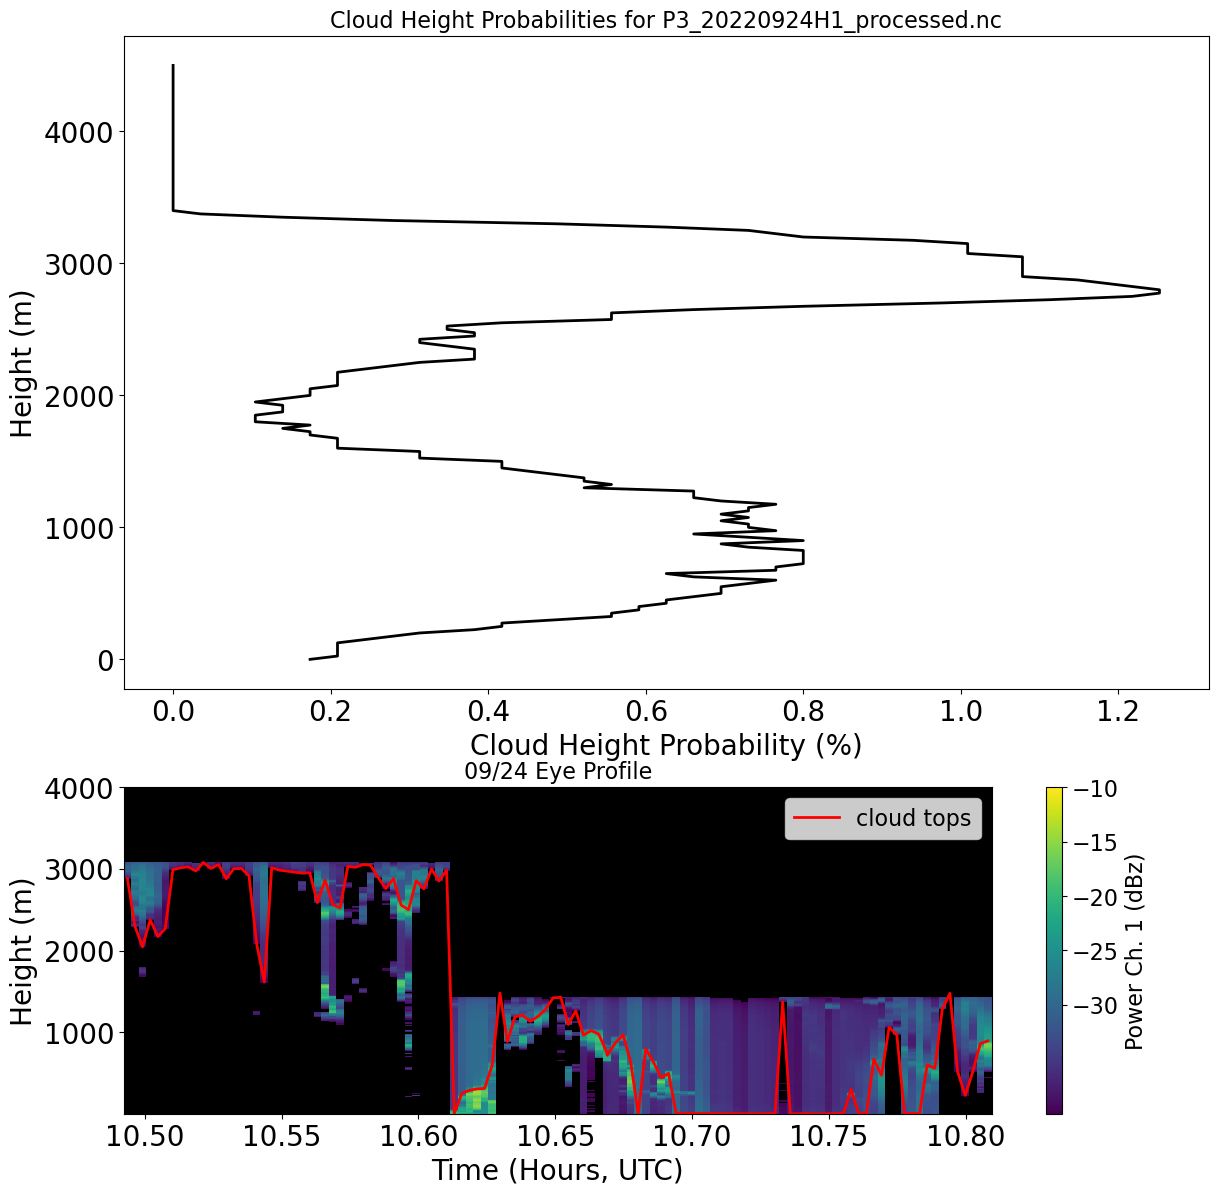 Cloud Height Probabilities for P3_20220924H1_processed.nc
4000
3000
2000
1000
0
Height (m)
0.0 0.2 0.4 0.6 0.8 1.0 1.2
Cloud Height Probability (%)
09/24 Eye Profile
4000
3000
2000
1000
Height (m)
cloud tops
10.50 10.55 10.60 10.65 10.70 10.75 10.80
Time (Hours, UTC)
−10
−15
−20
−25
−30
Power Ch. 1 (dBz)